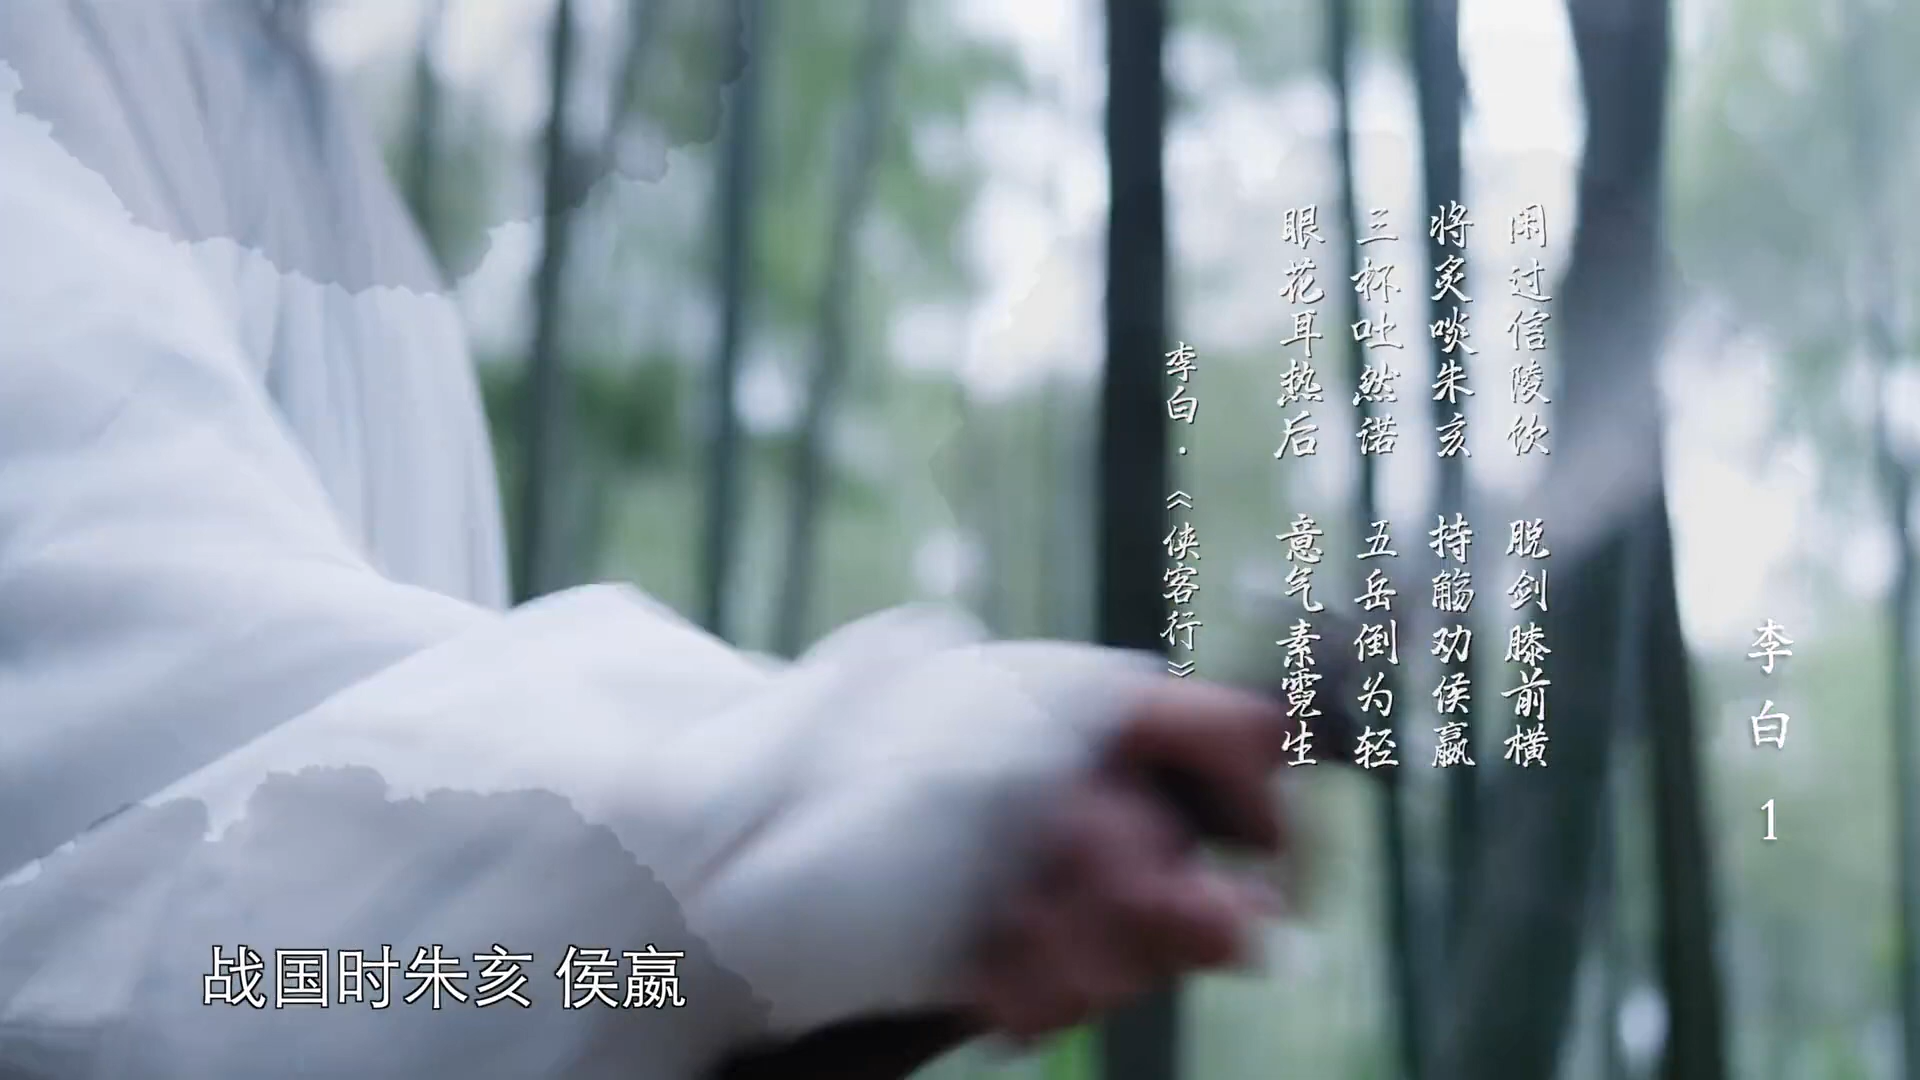 李白 1
闲过信陵饮 脱剑膝前横
将炙啖朱亥 持觞劝侯嬴
三杯吐然诺 五岳倒为轻
眼花耳热后 意气素霓生
李白·《侠客行》
战国时朱亥 侯嬴